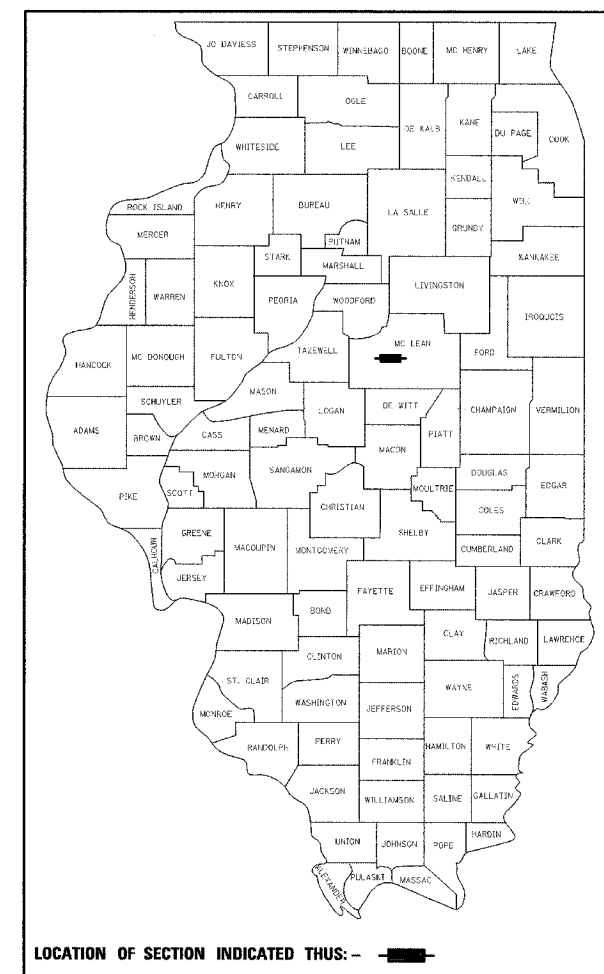 JO DAVIESS STEPHENSON WINNEBAGO BOONE MC HENRY LAKE
CARROLL OGLE DE KALB KANE DU PAGE COOK
WHITESIDE LEE KENDALL WILL
ROCK ISLAND HENRY BUREAU LA SALLE GRUNDY
MERCER PUTNAM KANKAKEE
HENDERSON WARREN KNOX STARK MARSHALL LIVINGSTON
PEORIA WOODFORD IROQUOIS
HANCOCK MC DONOUGH FULTON TAZEWELL MC LEAN FORD
SCHUYLER MASON LOGAN DE WITT CHAMPAIGN VERMILION
ADAMS BROWN CASS MENARD MACON PIATT
PIKE SCOTT MORGAN SANGAMON CHRISTIAN MOULTRIE DOUGLAS EDGAR
COLES
CALHOUN GREENE MACOUPIN MONTGOMERY SHELBY CUMBERLAND CLARK
JERSEY FAYETTE EFFINGHAM JASPER CRAWFORD
MADISON BOND CLAY RICHLAND LAWRENCE
CLINTON MARION
ST. CLAIR WASHINGTON WAYNE EDWARDS WABASH
MONROE JEFFERSON
RANDOLPH PERRY HAMILTON WHITE
FRANKLIN
JACKSON WILLIAMSON SALINE GALLATIN
UNION JOHNSON POPE HARDIN
ALEXANDER PULASKI MASSAC
LOCATION OF SECTION INDICATED THUS: -